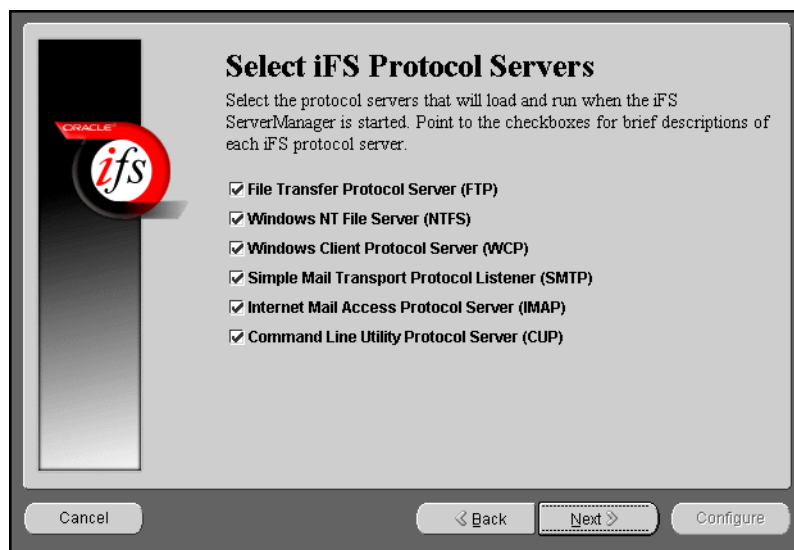 Select iFS Protocol Servers
Select the protocol servers that will load and run when the iFS
ServerManager is started. Point to the checkboxes for brief descriptions of
each iFS protocol server.
ORACLE
ifs
File Transfer Protocol Server (FTP)
Windows NT File Server (NTFS)
Windows Client Protocol Server (WCP)
Simple Mail Transport Protocol Listener (SMTP)
Internet Mail Access Protocol Server (IMAP)
Command Line Utility Protocol Server (CUP)
Cancel
Back
Next
Configure